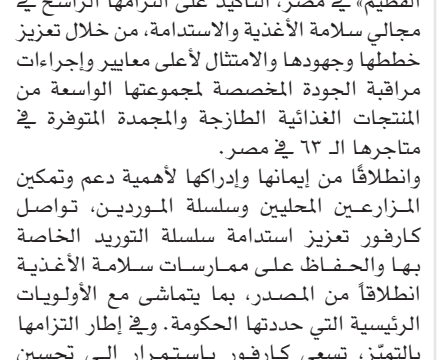 الفطيم» في مصر، التأكيد على التزامها الراسخ في
مجالي سلامة الأغذية والاستدامة، من خلال تعزيز
خططها وجهودها والامتثال لأعلى معايير وإجراءات
مراقبة الجودة المخصصة لمجموعتها الواسعة من
المنتجات الغذائية الطازجة والمجمدة المتوفرة في
متاجرها الـ ٦٣ في مصر.
وانطلاقًا من إيمانها وإدراكها لأهمية دعم وتمكين
المزارعين المحليين وسلسلة الموردين، تواصل
كارفور تعزيز استدامة سلسلة التوريد الخاصة
بها والحفاظ على ممارسات سلامة الأغذية
انطلاقاً من المصدر، بما يتماشى مع الأولويات
الرئيسية التي حددتها الحكومة. وفي إطار التزامها
بالتميّز، تسعى كارفور باستمرار الى تحسين